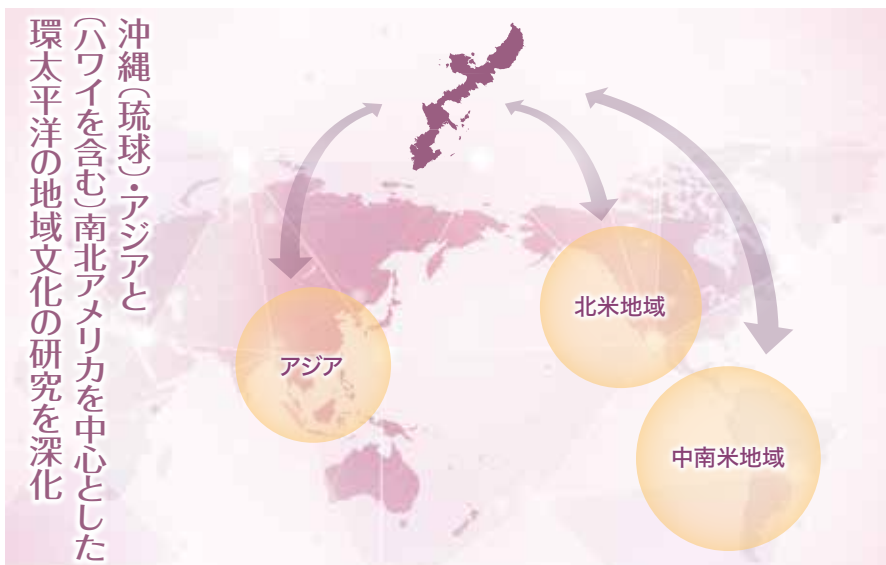 沖縄（琉球）・アジアと
（ハワイを含む）南北アメリカを中心とした
環太平洋の地域文化の研究を深化
アジア
北米地域
中南米地域